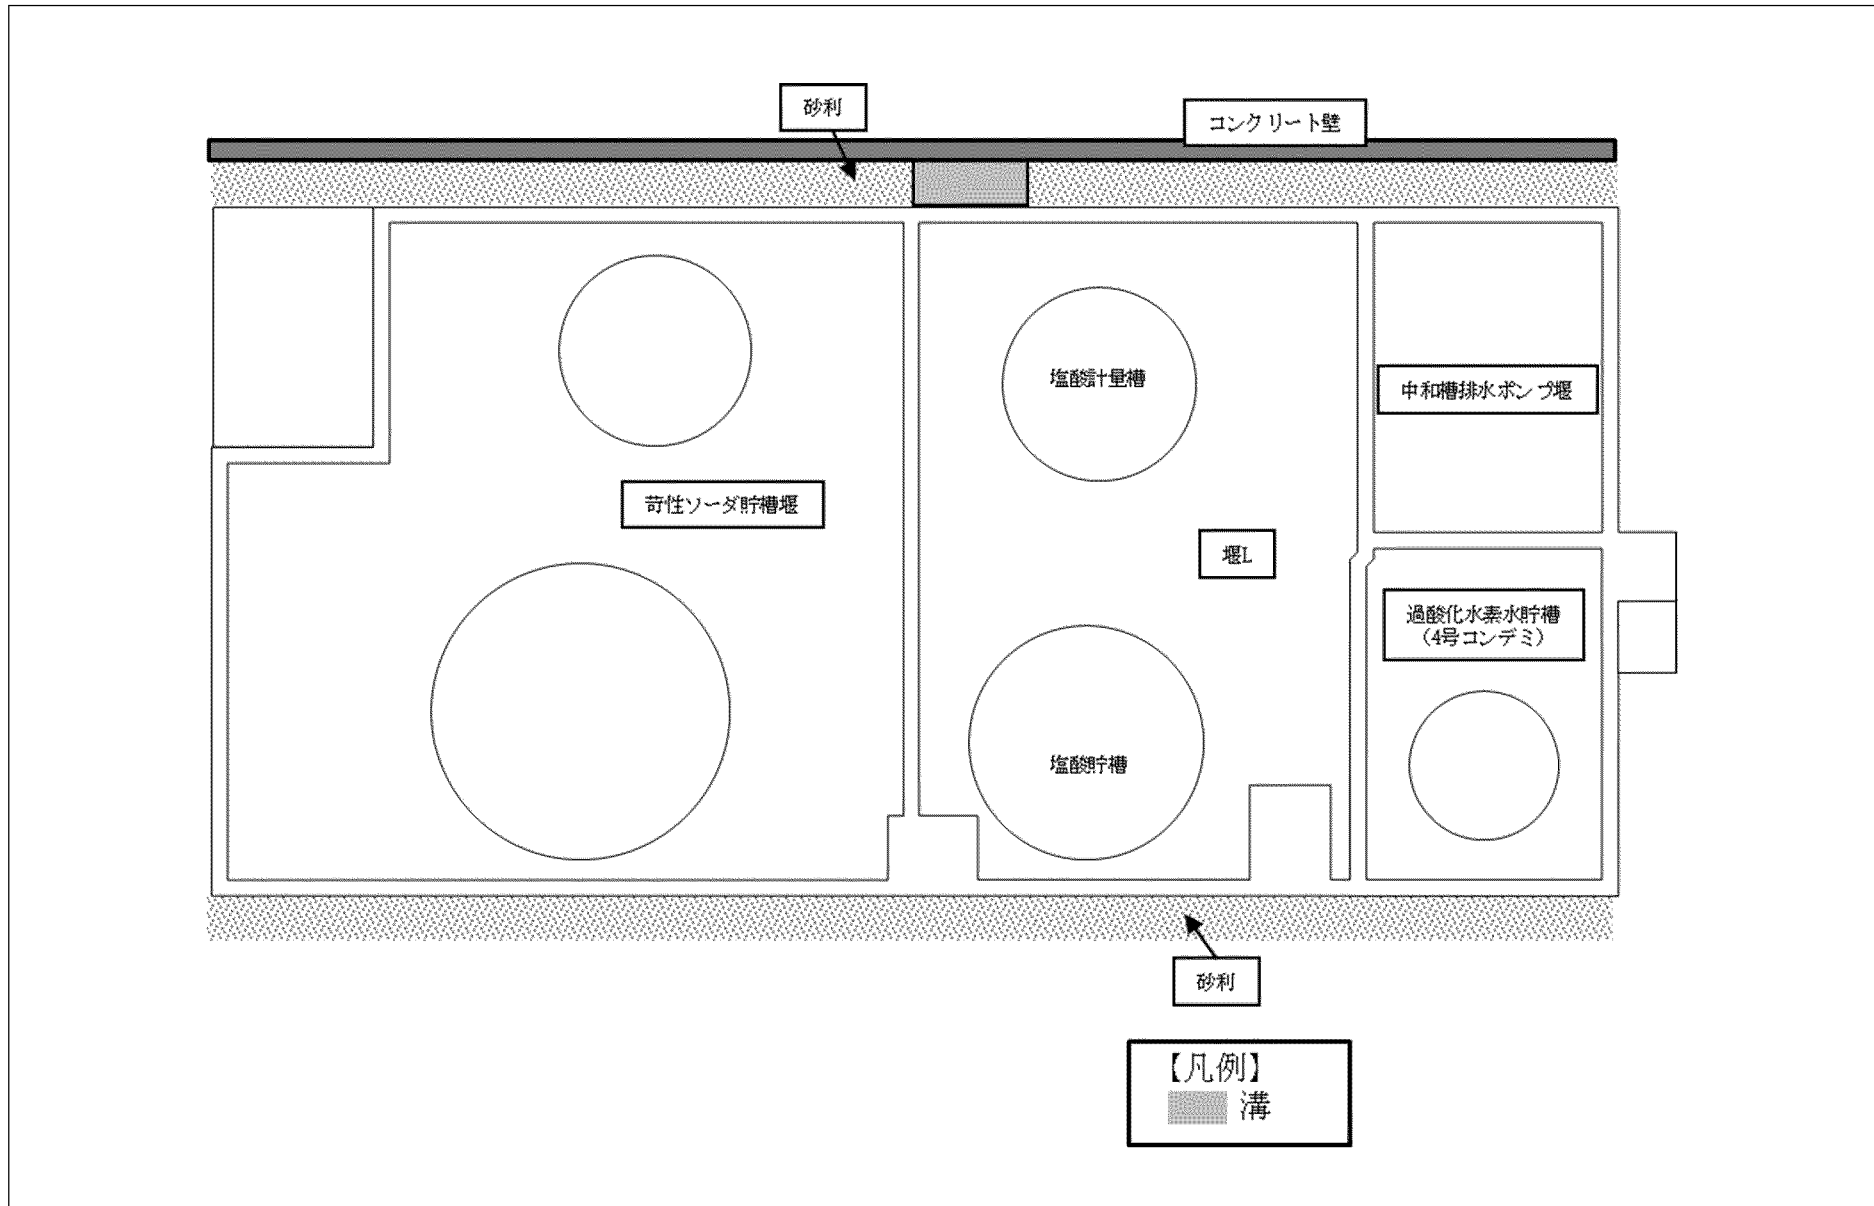 砂利
コンクリート壁
塩酸計量槽
中和槽排水ポンプ堰
苛性ソーダ貯槽堰
堰L
過酸化水素水貯槽
（4号コンデミ）
塩酸貯槽
砂利
【凡例】
溝